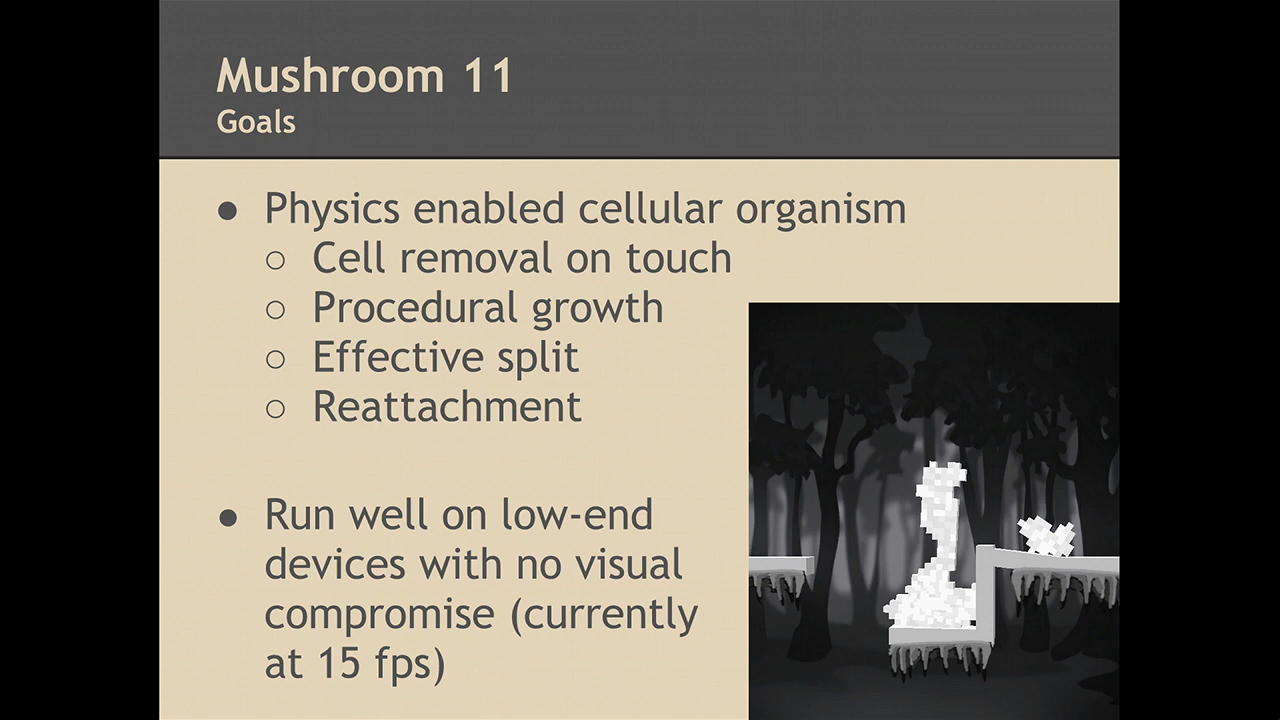 Mushroom 11
Goals
● Physics enabled cellular organism
○ Cell removal on touch
○ Procedural growth
○ Effective split
○ Reattachment
● Run well on low-end
devices with no visual
compromise (currently
at 15 fps)